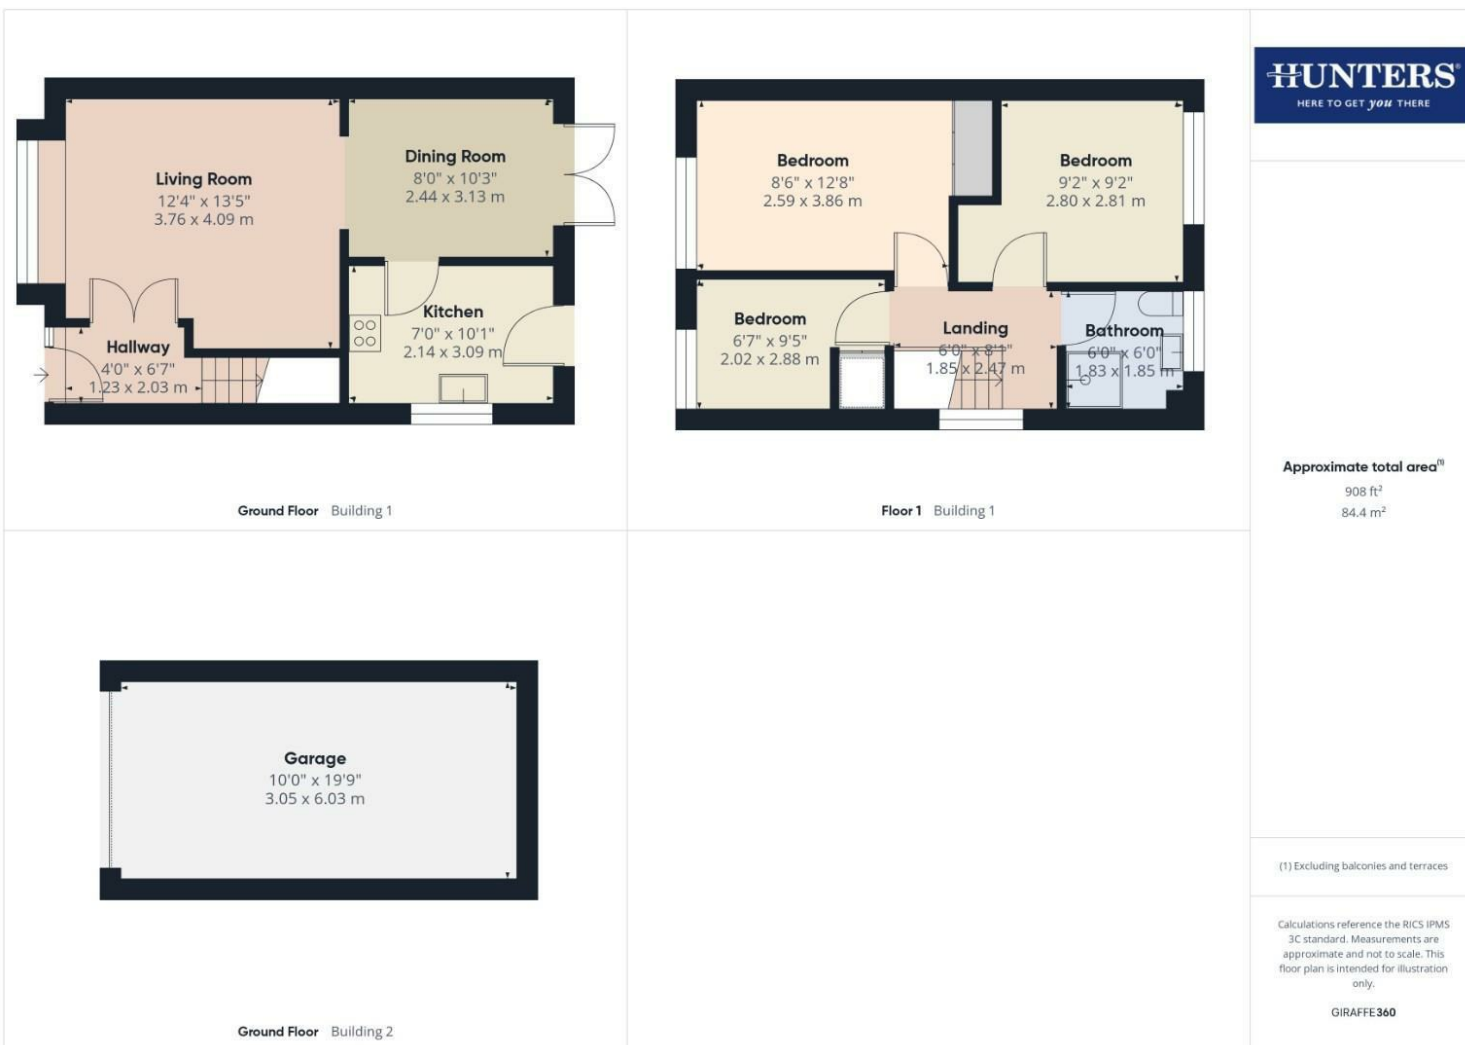 Living Room
12'4" x 13'5"
3.76 x 4.09 m
Dining Room
8'0" x 10'3"
2.44 x 3.13 m
Hallway
4'0" x 6'7"
1.23 x 2.03 m
Kitchen
7'0" x 10'1"
2.14 x 3.09 m
Ground Floor Building 1
Bedroom
8'6" x 12'8"
2.59 x 3.86 m
Bedroom
9'2" x 9'2"
2.80 x 2.81 m
Bedroom
6'7" x 9'5"
2.02 x 2.88 m
Landing
6'0" x 8'1"
1.85 x 2.47 m
Bathroom
6'0" x 6'0"
1.83 x 1.85 m
Floor 1 Building 1
Garage
10'0" x 19'9"
3.05 x 6.03 m
Ground Floor Building 2
HUNTERS®
HERE TO GET you THERE
Approximate total area(1)
908 ft²
84.4 m²
(1) Excluding balconies and terraces
Calculations reference the RICS IPMS
3C standard. Measurements are
approximate and not to scale. This
floor plan is intended for illustration
only.
GIRAFFE360